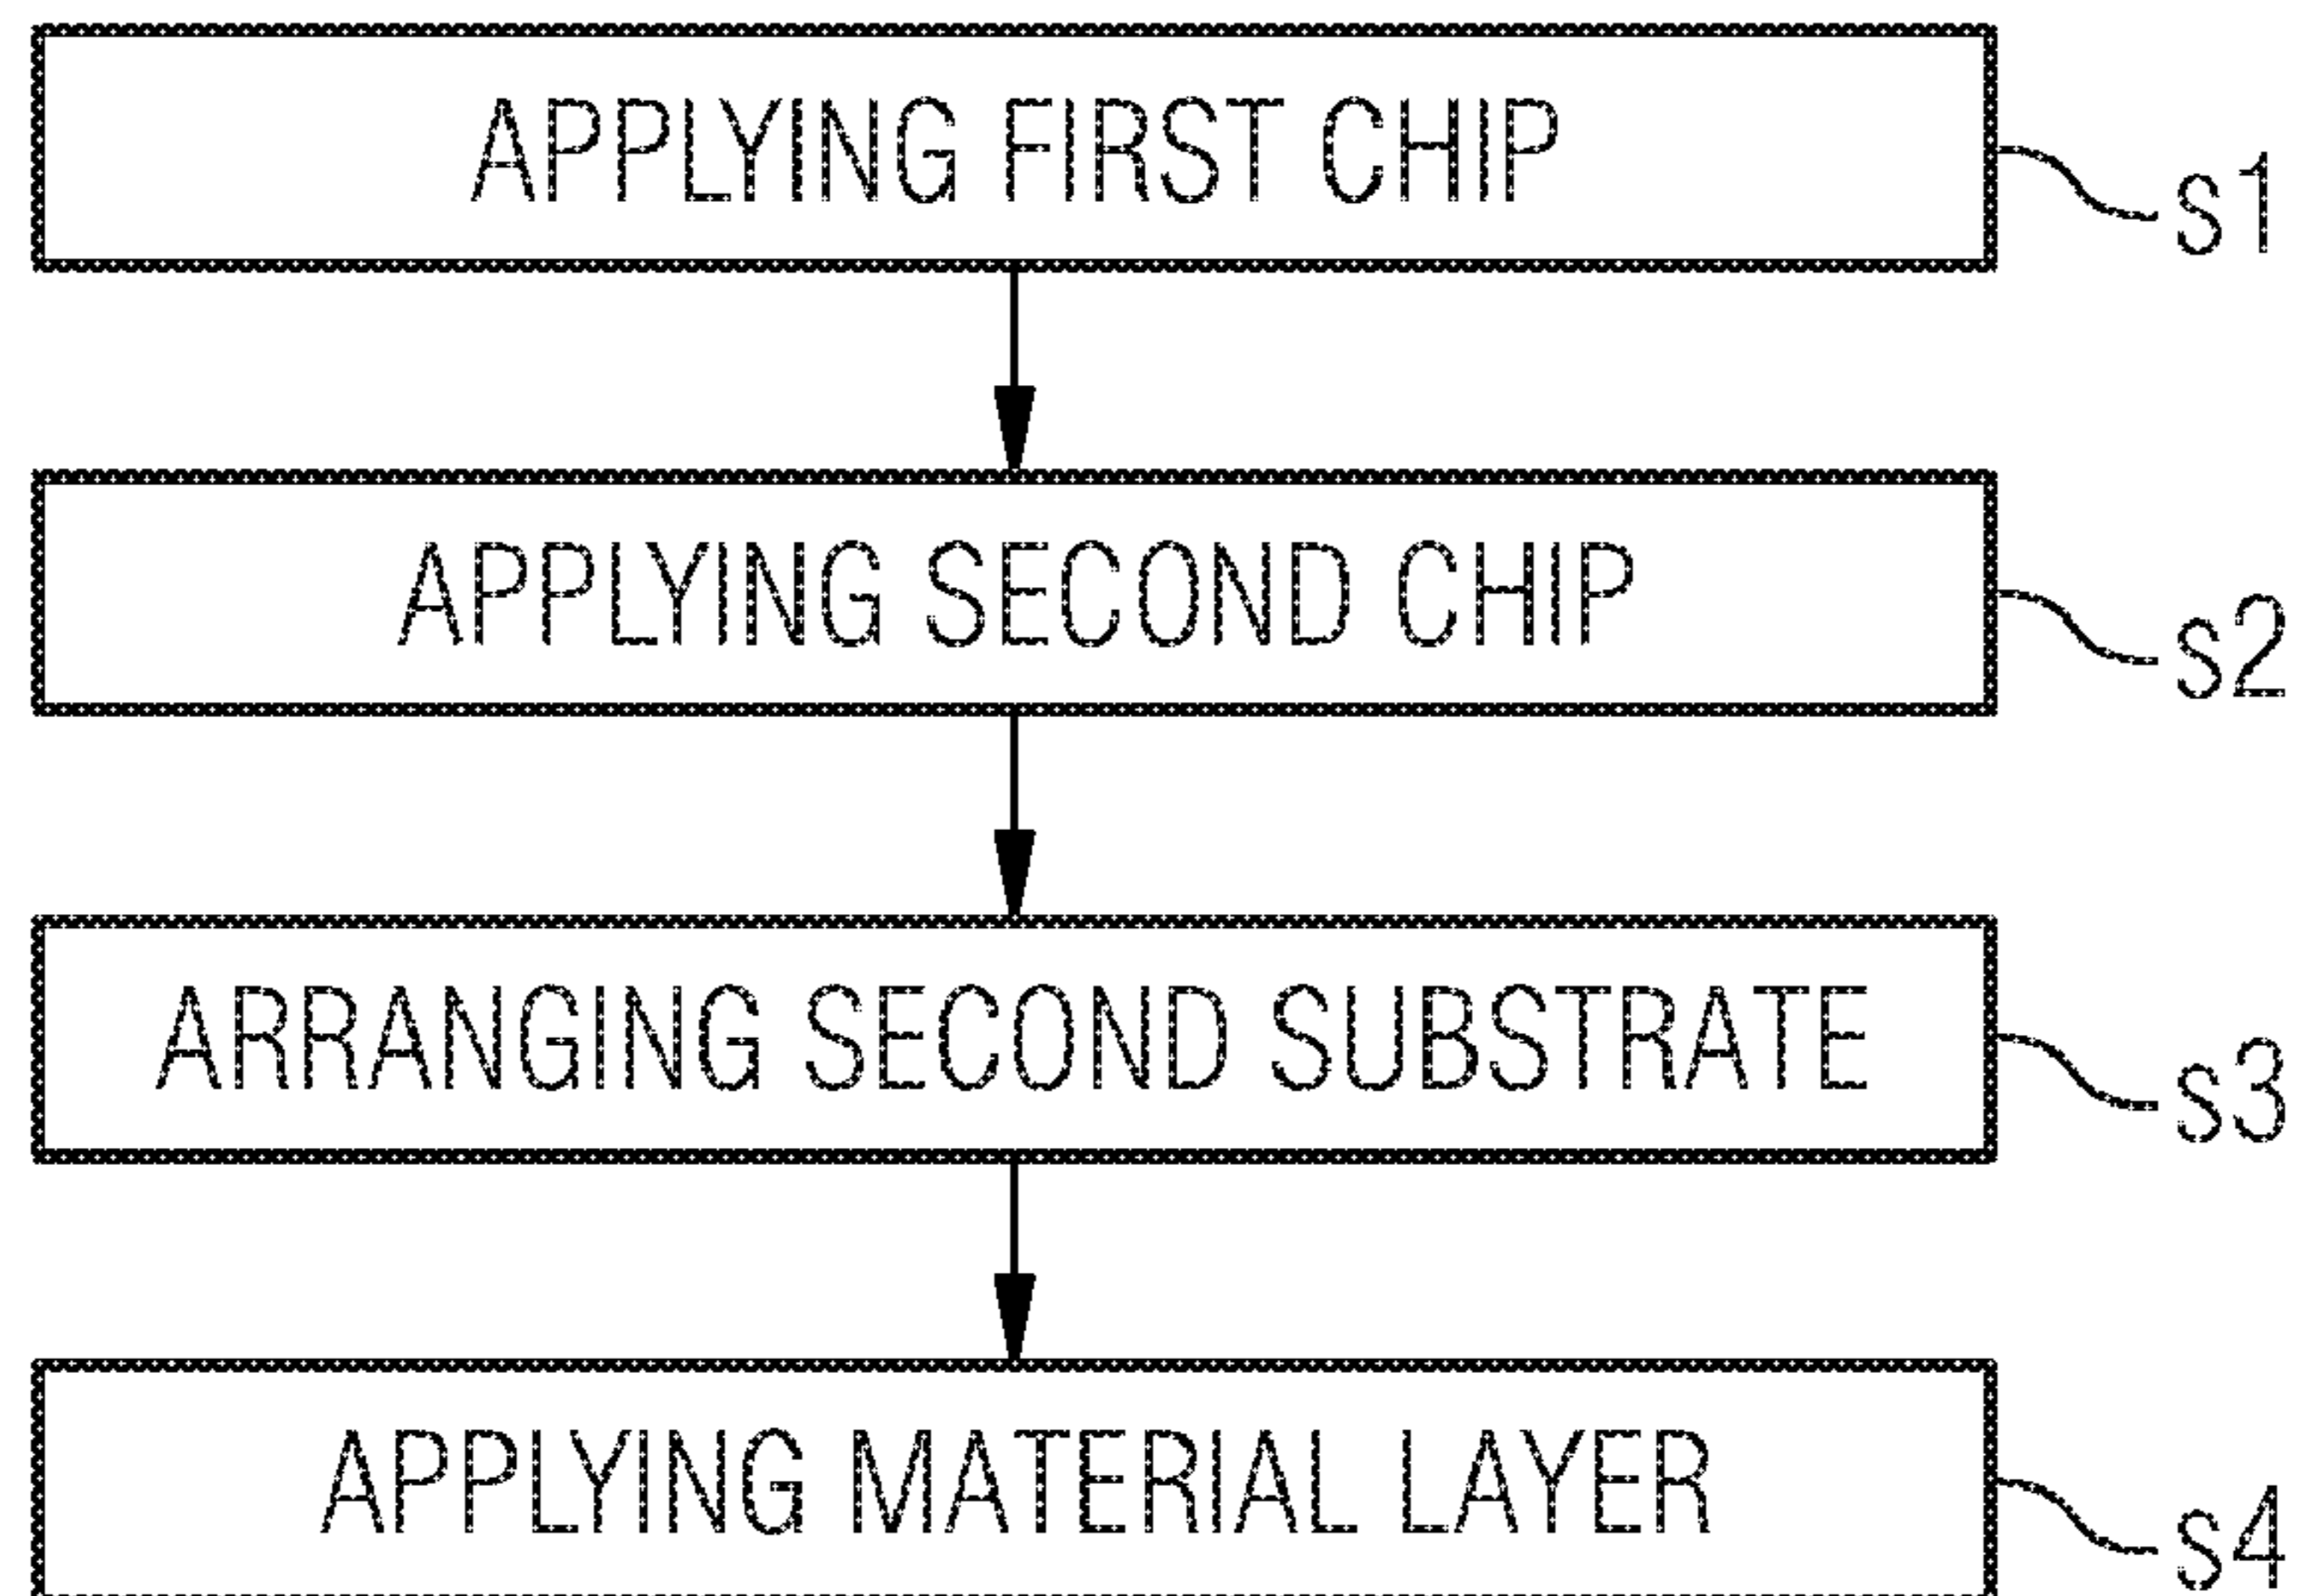 APPLYING FIRST CHIP
s1
APPLYING SECOND CHIP
s2
ARRANGING SECOND SUBSTRATE
s3
APPLYING MATERIAL LAYER
s4